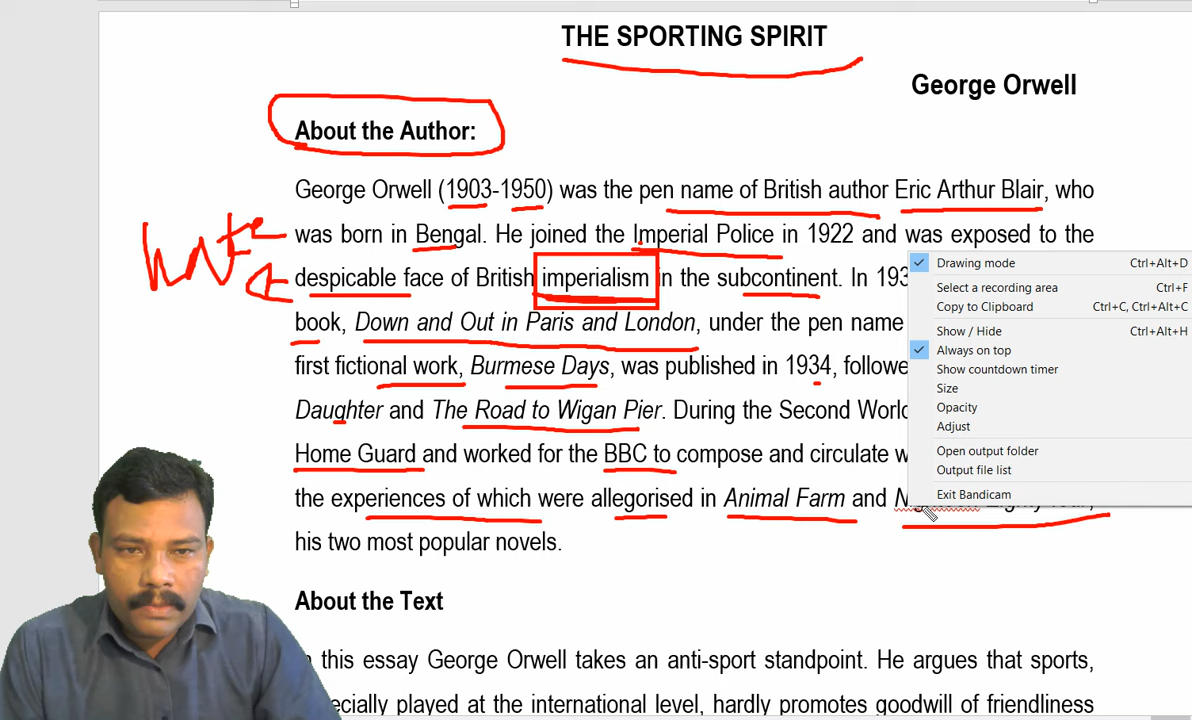 THE SPORTING SPIRIT
George Orwell
About the Author:
George Orwell (1903-1950) was the pen name of British author Eric Arthur Blair, who
hate
was born in Bengal. He joined the Imperial Police in 1922 and was exposed to the
despicable face of British imperialism in the subcontinent. In 193
book, Down and Out in Paris and London, under the pen name
first fictional work, Burmese Days, was published in 1934, followe
Daughter and The Road to Wigan Pier. During the Second World
Home Guard and worked for the BBC to compose and circulate w
the experiences of which were allegorised in Animal Farm and
his two most popular novels.
About the Text
this essay George Orwell takes an anti-sport standpoint. He argues that sports,
ecially played at the international level, hardly promotes goodwill of friendliness
Drawing mode Ctrl+Alt+D
Select a recording area Ctrl+F
Copy to Clipboard Ctrl+C, Ctrl+Alt+C
Show / Hide Ctrl+Alt+H
Always on top
Show countdown timer
Size
Opacity
Adjust
Open output folder
Output file list
Exit Bandicam